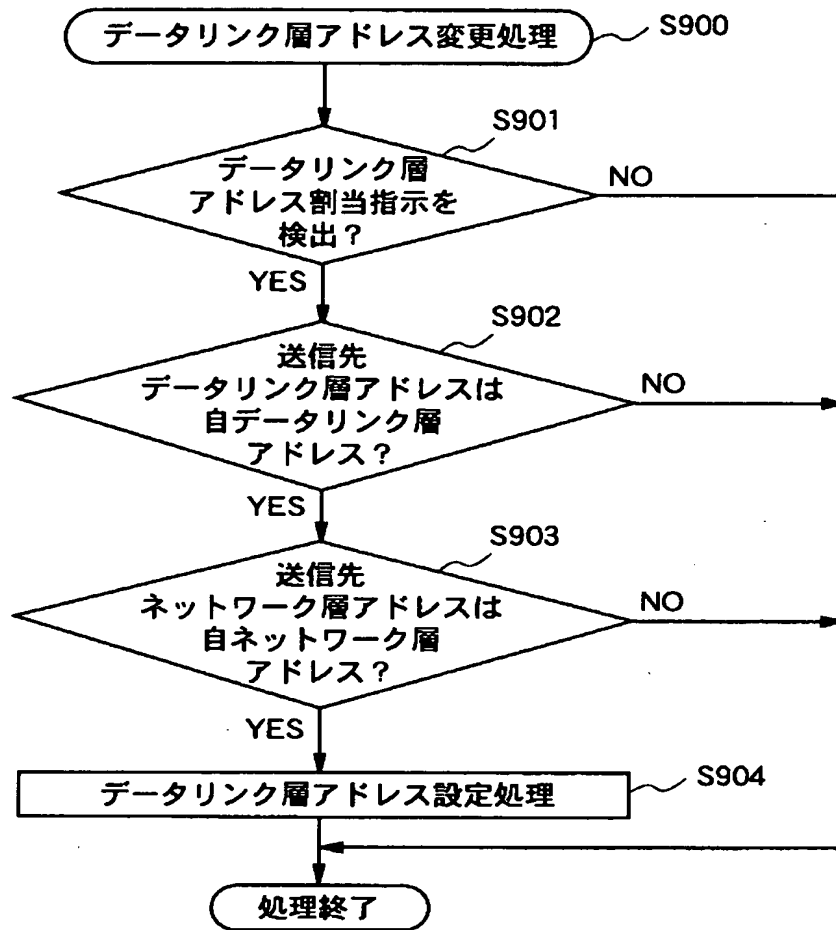 データリンク層アドレス変更処理
S900
S901
データリンク層
アドレス割当指示を
検出？
NO
YES
S902
送信先
データリンク層アドレスは
自データリンク層
アドレス？
NO
YES
S903
送信先
ネットワーク層アドレスは
自ネットワーク層
アドレス？
NO
YES
データリンク層アドレス設定処理
S904
処理終了